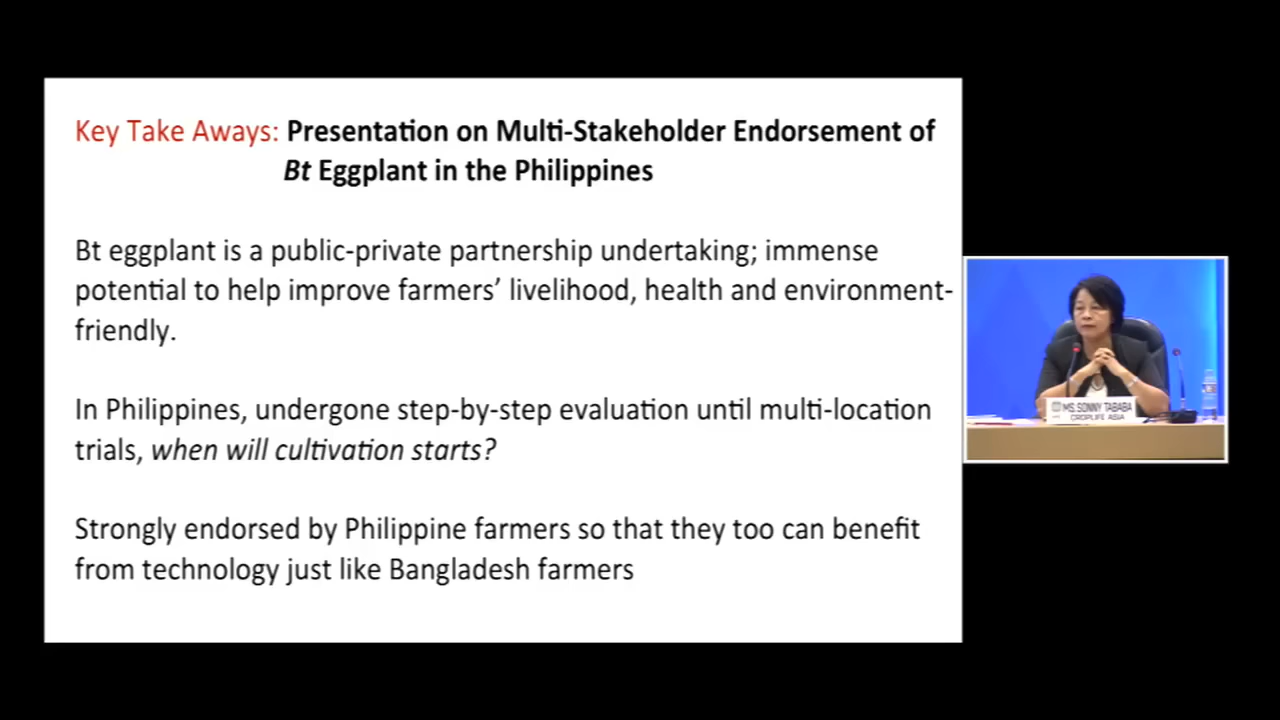 Key Take Aways: Presentation on Multi-Stakeholder Endorsement of
Bt Eggplant in the Philippines
Bt eggplant is a public-private partnership undertaking; immense
potential to help improve farmers’ livelihood, health and environment-
friendly.
In Philippines, undergone step-by-step evaluation until multi-location
trials, when will cultivation starts?
Strongly endorsed by Philippine farmers so that they too can benefit
from technology just like Bangladesh farmers
MS. SONNY TABABA
CROPLIFE ASIA